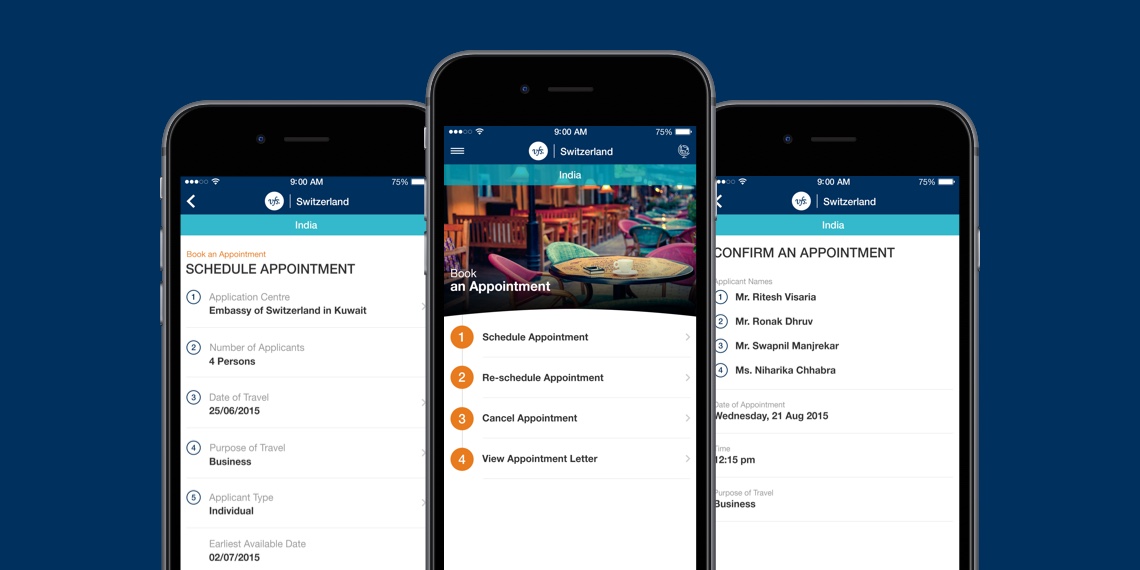 9:00 AM
75%
vfs.
Switzerland
India
Book an Appointment
SCHEDULE APPOINTMENT
1
Application Centre
Embassy of Switzerland in Kuwait
2
Number of Applicants
4 Persons
3
Date of Travel
25/06/2015
4
Purpose of Travel
Business
5
Applicant Type
Individual
Earliest Available Date
02/07/2015
9:00 AM
75%
vfs.
Switzerland
India
Book
an Appointment
1
Schedule Appointment
2
Re-schedule Appointment
3
Cancel Appointment
4
View Appointment Letter
9:00 AM
75%
vfs.
Switzerland
India
CONFIRM AN APPOINTMENT
Applicant Names
1
Mr. Ritesh Visaria
2
Mr. Ronak Dhruv
3
Mr. Swapnil Manjrekar
4
Ms. Niharika Chhabra
Date of Appointment
Wednesday, 21 Aug 2015
Time
12:15 pm
Purpose of Travel
Business